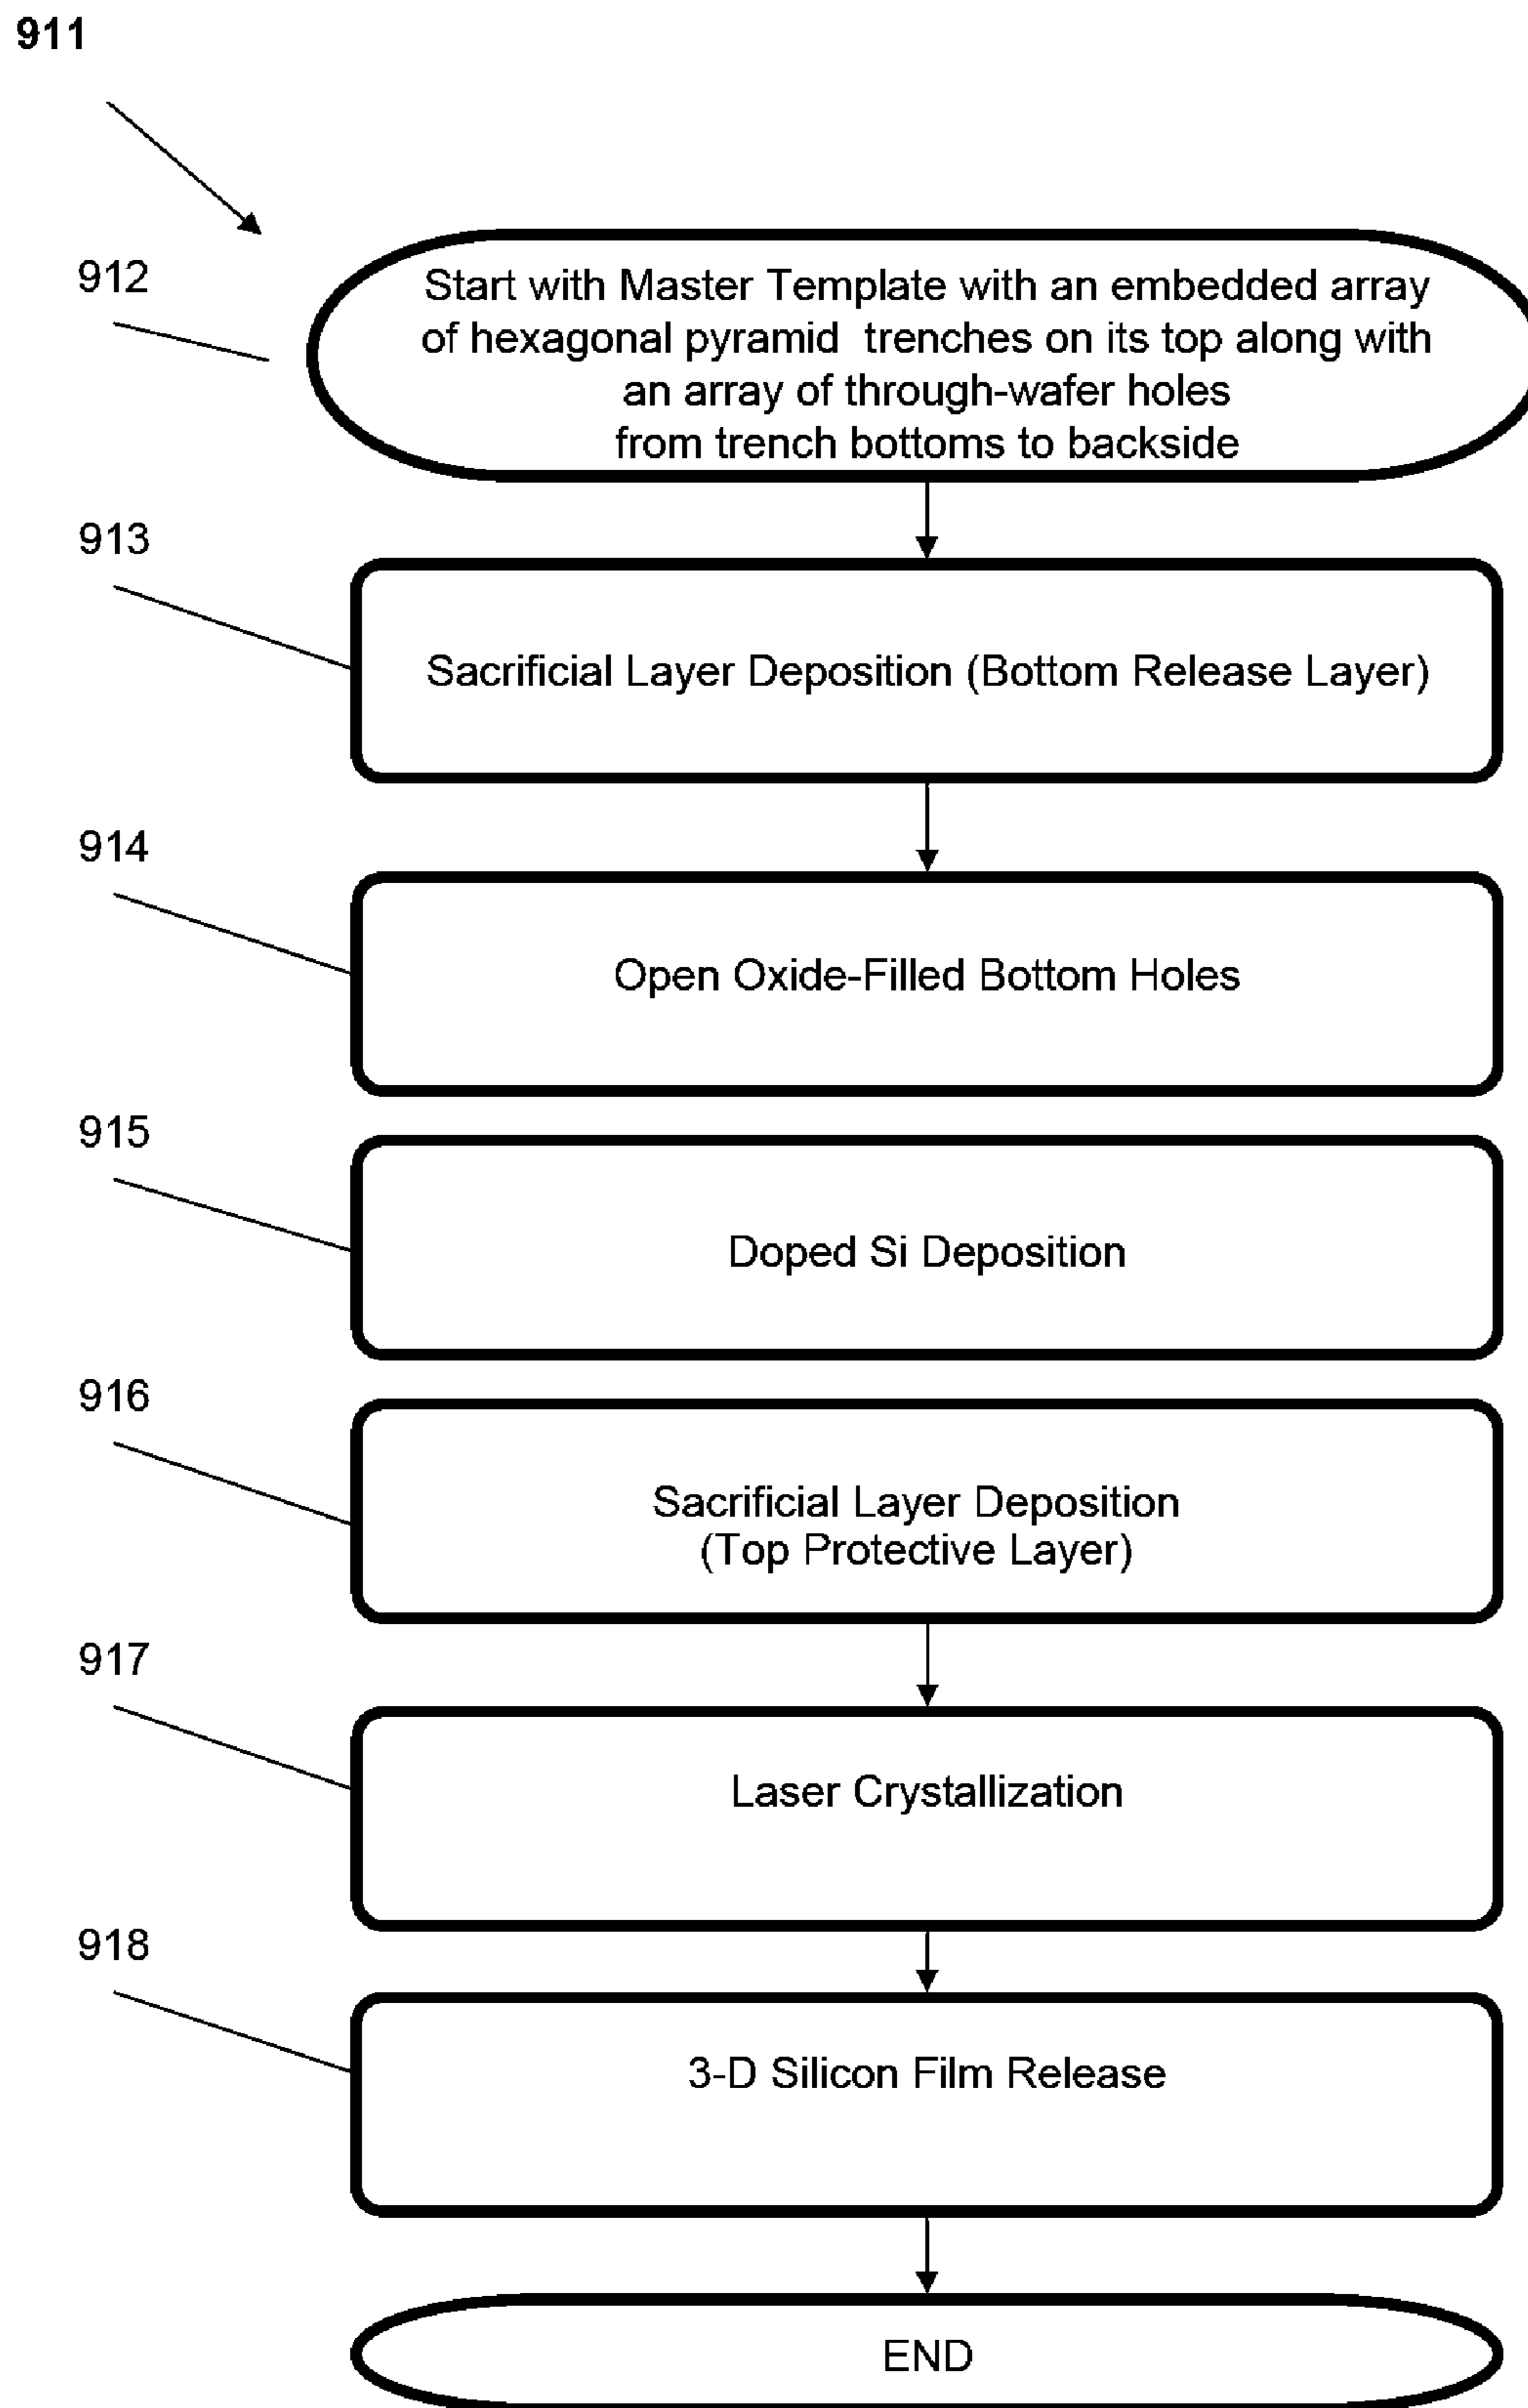 911
912
Start with Master Template with an embedded array
of hexagonal pyramid trenches on its top along with
an array of through-wafer holes
from trench bottoms to backside
913
Sacrificial Layer Deposition (Bottom Release Layer)
914
Open Oxide-Filled Bottom Holes
915
Doped Si Deposition
916
Sacrificial Layer Deposition
(Top Protective Layer)
917
Laser Crystallization
918
3-D Silicon Film Release
END